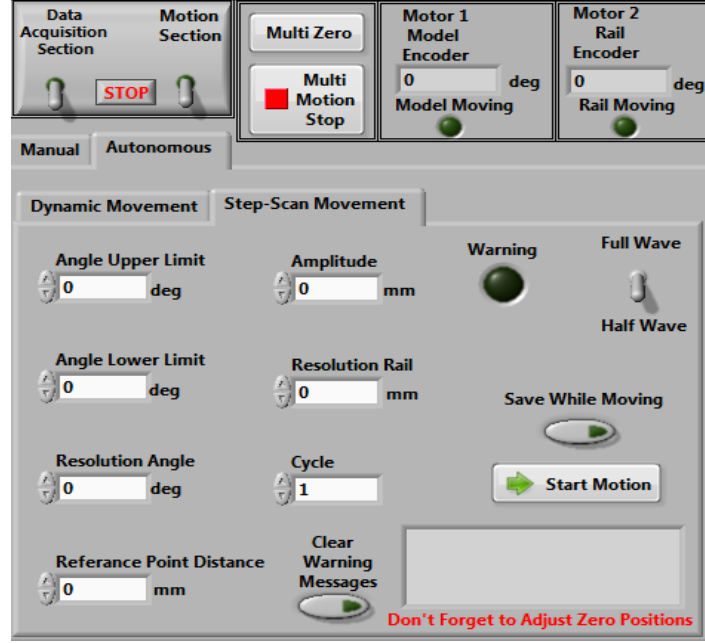 Data
Acquisition
Section
Motion
Section
STOP
Multi Zero
Multi
Motion
Stop
Motor 1
Model
Encoder
0 deg
Model Moving
Motor 2
Rail
Encoder
0 deg
Rail Moving
Manual Autonomous
Dynamic Movement Step-Scan Movement
Angle Upper Limit
0 deg
Amplitude
0 mm
Warning
Full Wave
Half Wave
Angle Lower Limit
0 deg
Resolution Rail
0 mm
Save While Moving
Resolution Angle
0 deg
Cycle
1
Start Motion
Referance Point Distance
0 mm
Clear
Warning
Messages
Don't Forget to Adjust Zero Positions